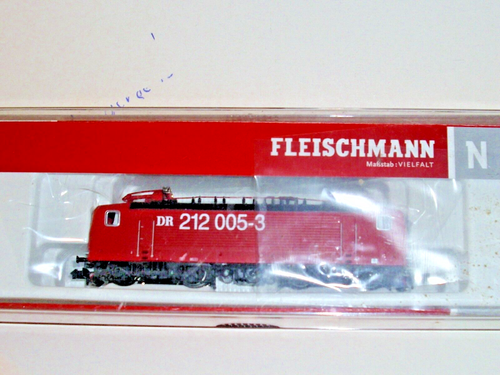 FLEISCHMANN
Maßstab : VIELFALT
N
DR 212 005-3